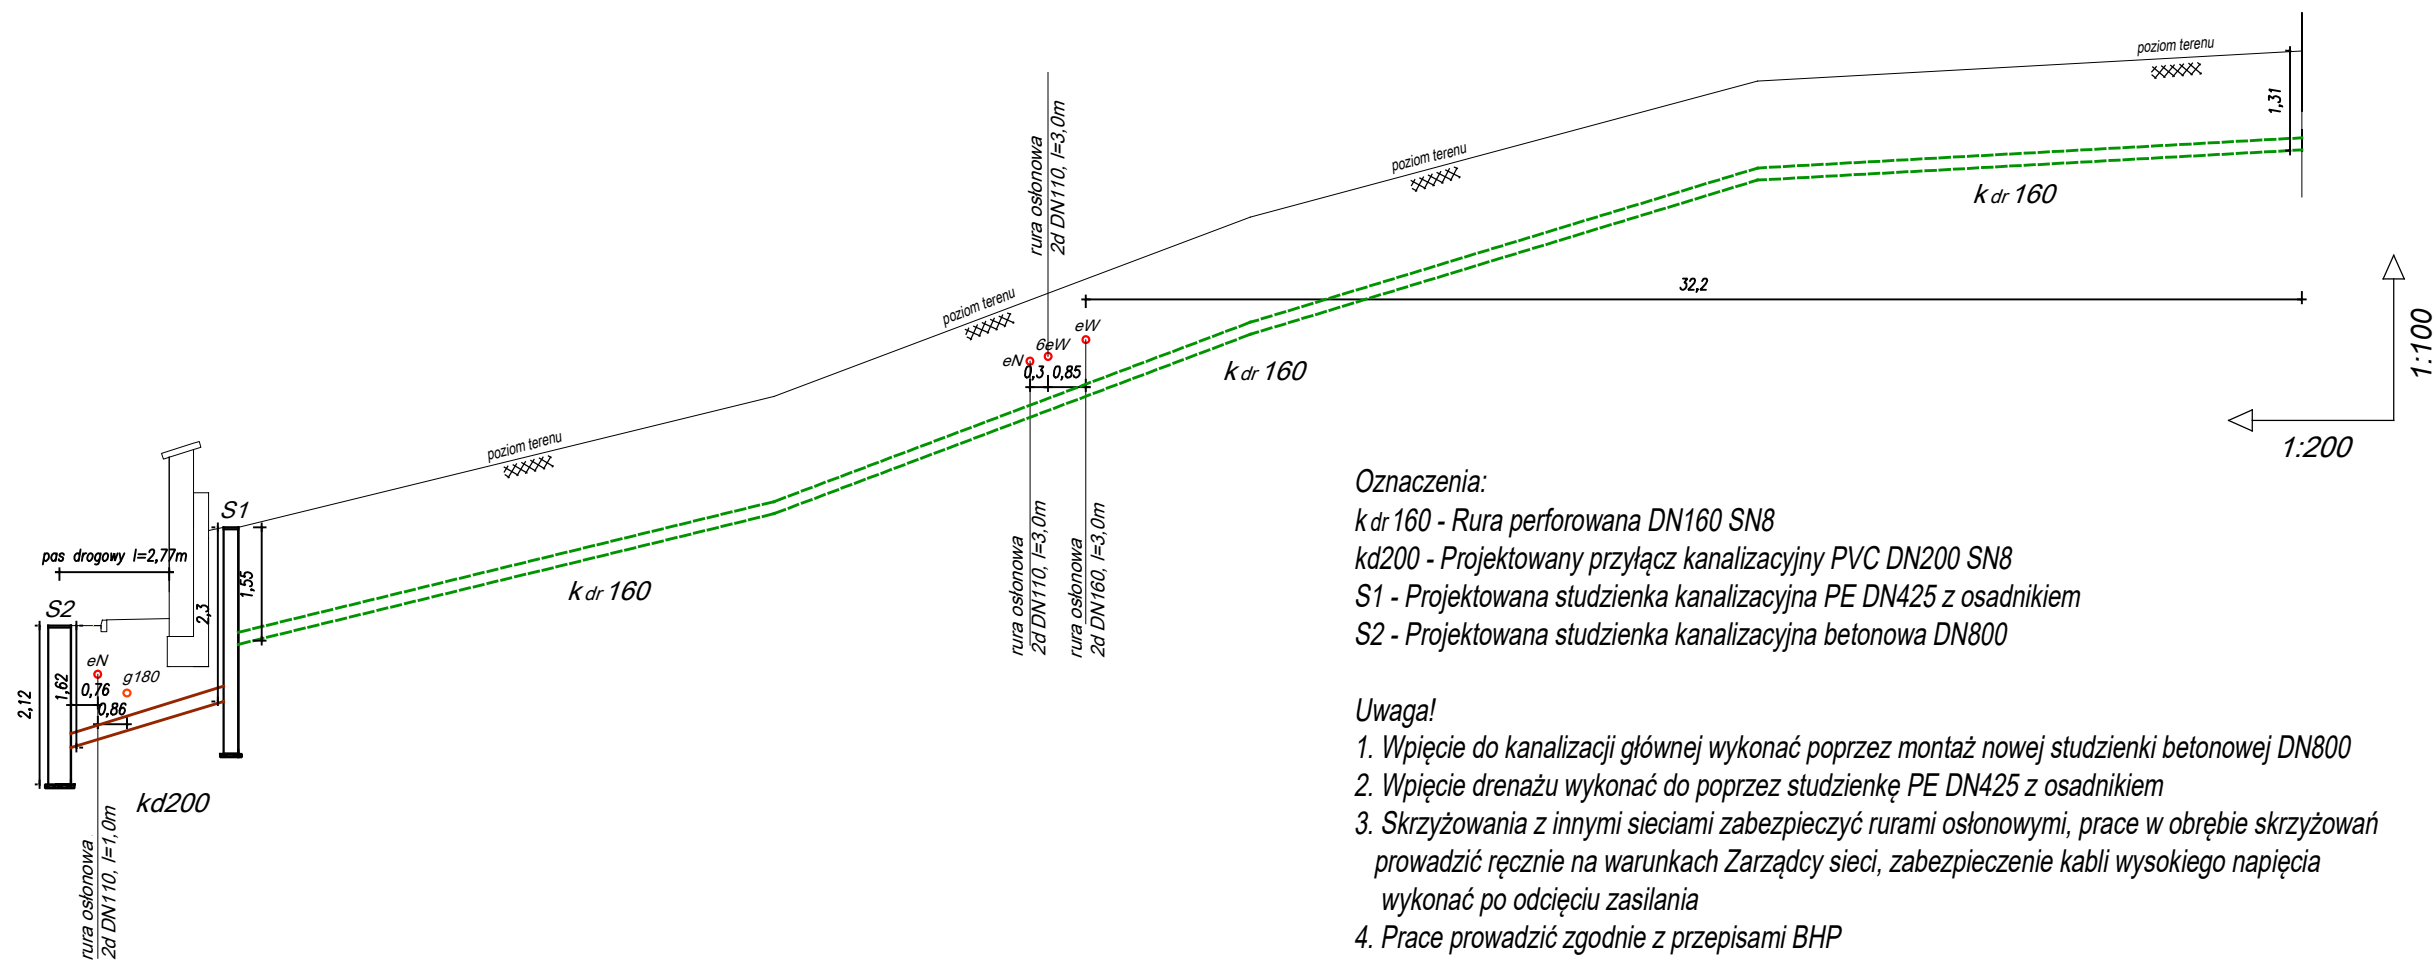 poziom terenu
1,31
rura osłonowa
2d DN110, l=3,0m
poziom terenu
k dr 160
32,2
poziom terenu
eW
6eW
eN
0,3
0,85
k dr 160
1:100
1:200
poziom terenu
S1
pas drogowy l=2,77m
1,55
2,3
k dr 160
S2
eN
g180
1,62
0,76
0,86
2,12
kd200
rura osłonowa
2d DN110, l=1,0m
rura osłonowa
2d DN110, l=3,0m
rura osłonowa
2d DN160, l=3,0m
Oznaczenia:
k dr 160 - Rura perforowana DN160 SN8
kd200 - Projektowany przyłącz kanalizacyjny PVC DN200 SN8
S1 - Projektowana studzienka kanalizacyjna PE DN425 z osadnikiem
S2 - Projektowana studzienka kanalizacyjna betonowa DN800
Uwaga!
1. Wpięcie do kanalizacji głównej wykonać poprzez montaż nowej studzienki betonowej DN800
2. Wpięcie drenażu wykonać do poprzez studzienkę PE DN425 z osadnikiem
3. Skrzyżowania z innymi sieciami zabezpieczyć rurami osłonowymi, prace w obrębie skrzyżowań
prowadzić ręcznie na warunkach Zarządcy sieci, zabezpieczenie kabli wysokiego napięcia
wykonać po odcięciu zasilania
4. Prace prowadzić zgodnie z przepisami BHP